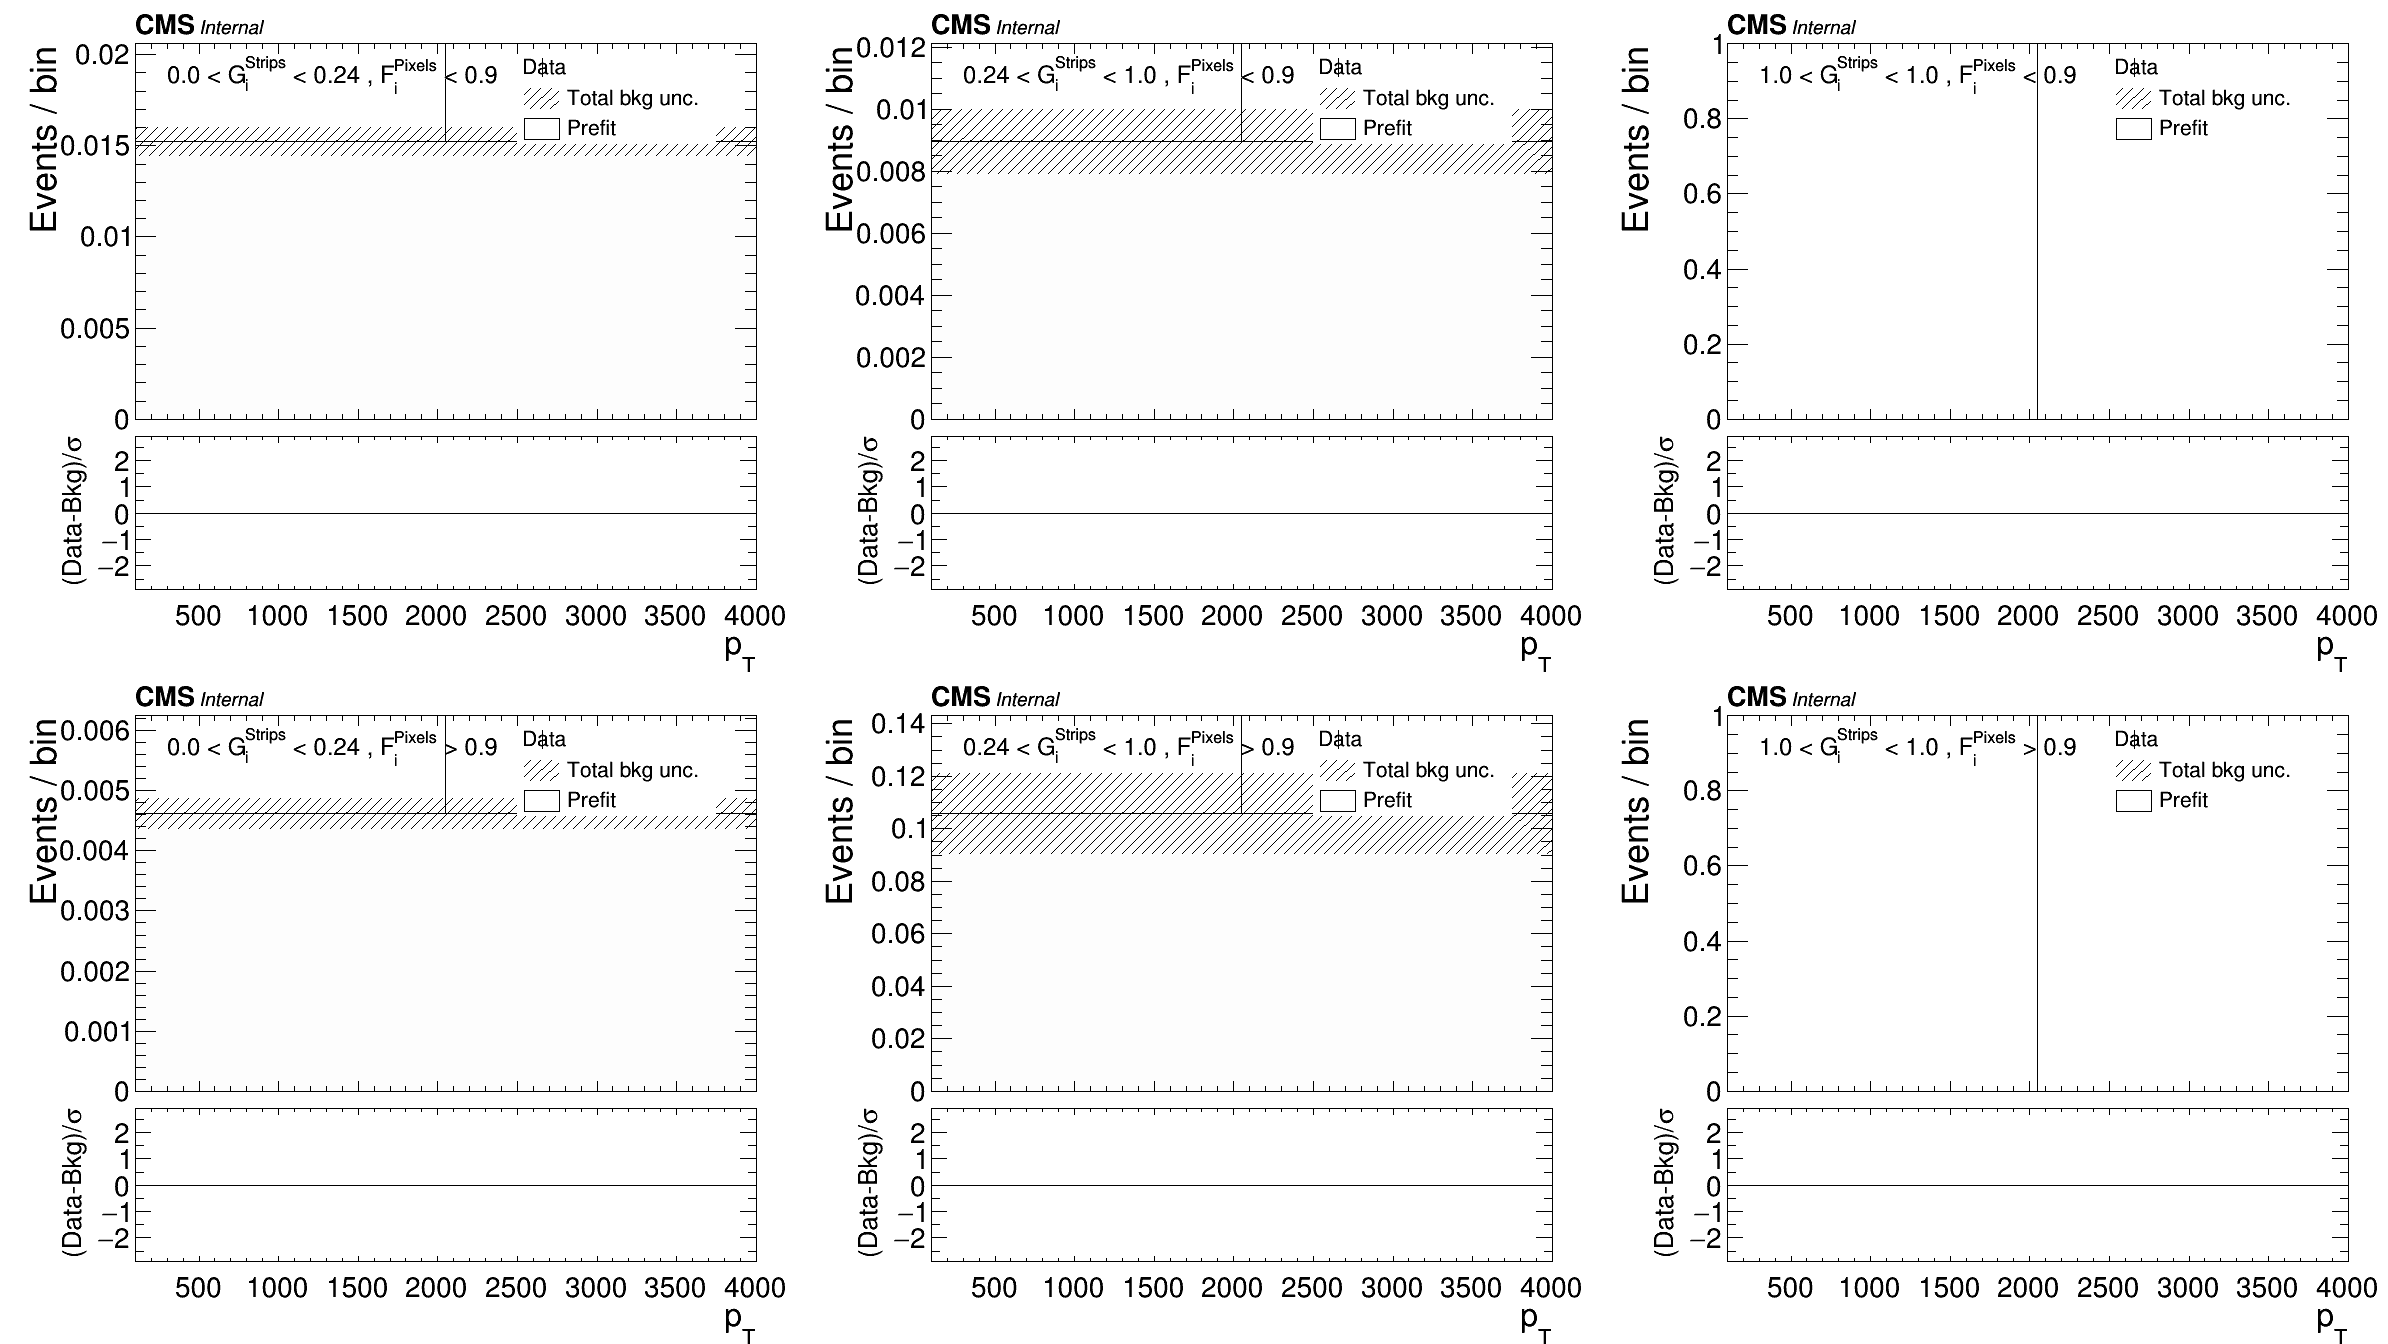 CMS Internal
Events / bin
0.0 < G_i^Strips < 0.24 , F_i^Pixels < 0.9
Data
Total bkg unc.
Prefit
0.02
0.015
0.01
0.005
0
(Data-Bkg)/σ
2
1
0
−1
−2
500 1000 1500 2000 2500 3000 3500 4000
p_T
CMS Internal
Events / bin
0.24 < G_i^Strips < 1.0 , F_i^Pixels < 0.9
Data
Total bkg unc.
Prefit
0.012
0.01
0.008
0.006
0.004
0.002
0
(Data-Bkg)/σ
2
1
0
−1
−2
500 1000 1500 2000 2500 3000 3500 4000
p_T
CMS Internal
Events / bin
1.0 < G_i^Strips < 1.0 , F_i^Pixels < 0.9
Data
Total bkg unc.
Prefit
1
0.8
0.6
0.4
0.2
0
(Data-Bkg)/σ
2
1
0
−1
−2
500 1000 1500 2000 2500 3000 3500 4000
p_T
CMS Internal
Events / bin
0.0 < G_i^Strips < 0.24 , F_i^Pixels > 0.9
Data
Total bkg unc.
Prefit
0.006
0.005
0.004
0.003
0.002
0.001
0
(Data-Bkg)/σ
2
1
0
−1
−2
500 1000 1500 2000 2500 3000 3500 4000
p_T
CMS Internal
Events / bin
0.24 < G_i^Strips < 1.0 , F_i^Pixels > 0.9
Data
Total bkg unc.
Prefit
0.14
0.12
0.1
0.08
0.06
0.04
0.02
0
(Data-Bkg)/σ
2
1
0
−1
−2
500 1000 1500 2000 2500 3000 3500 4000
p_T
CMS Internal
Events / bin
1.0 < G_i^Strips < 1.0 , F_i^Pixels > 0.9
Data
Total bkg unc.
Prefit
1
0.8
0.6
0.4
0.2
0
(Data-Bkg)/σ
2
1
0
−1
−2
500 1000 1500 2000 2500 3000 3500 4000
p_T